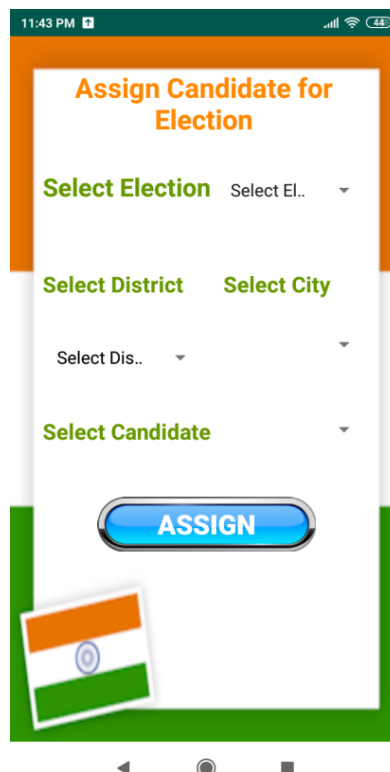 11:43 PM 44
Assign Candidate for
Election
Select Election Select El..
Select District Select City
Select Dis..
Select Candidate
ASSIGN